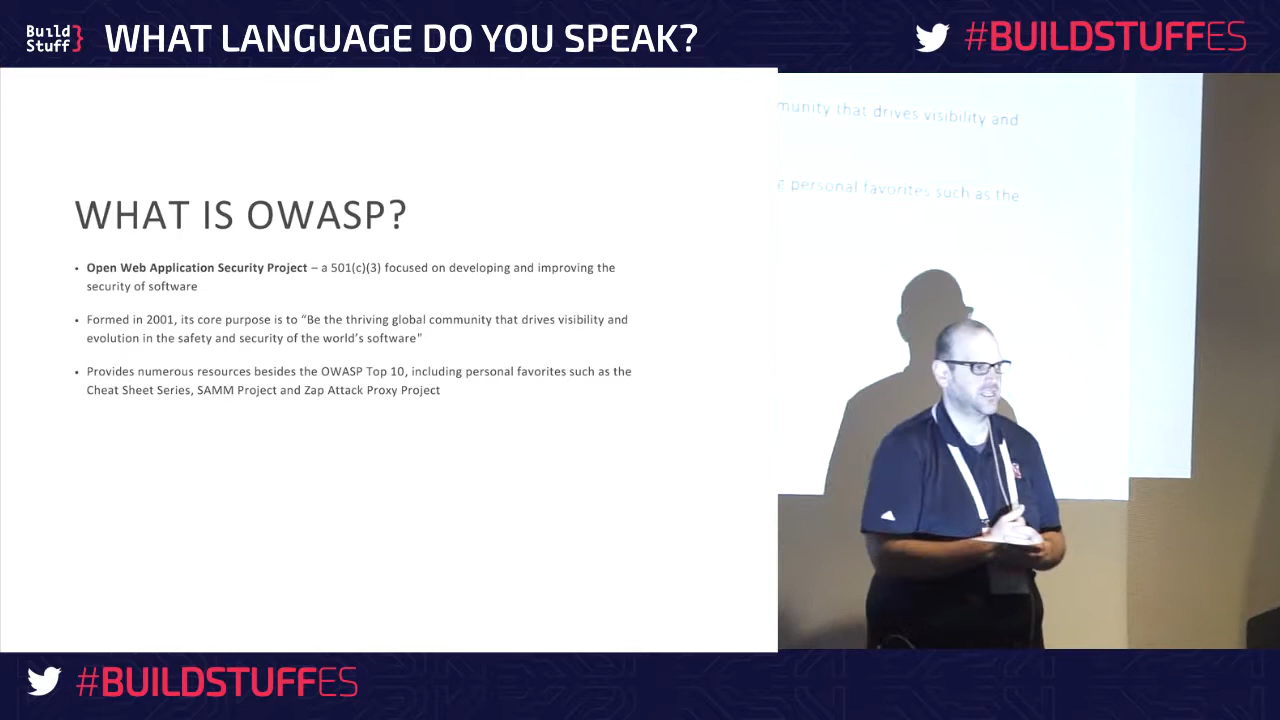 Build
Stuff}
WHAT LANGUAGE DO YOU SPEAK?
#BUILDSTUFFES
WHAT IS OWASP?
• Open Web Application Security Project – a 501(c)(3) focused on developing and improving the
security of software
• Formed in 2001, its core purpose is to “Be the thriving global community that drives visibility and
evolution in the safety and security of the world’s software"
• Provides numerous resources besides the OWASP Top 10, including personal favorites such as the
Cheat Sheet Series, SAMM Project and Zap Attack Proxy Project
munity that drives visibility and
g personal favorites such as the
#BUILDSTUFFES